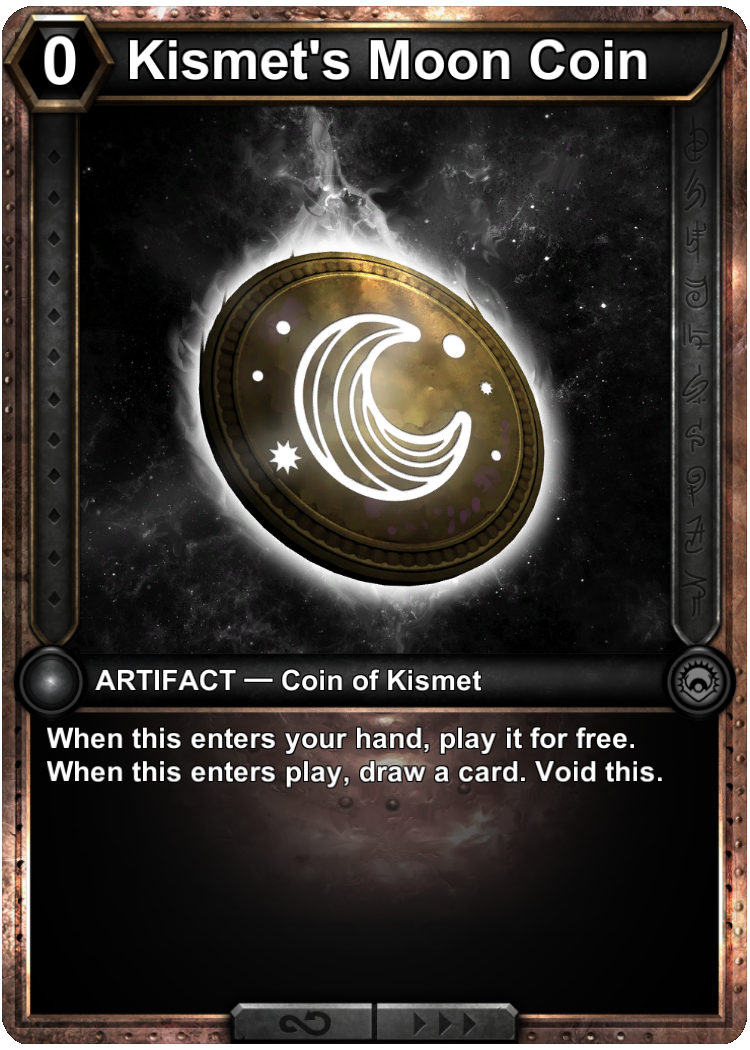 0 Kismet's Moon Coin
ARTIFACT — Coin of Kismet
When this enters your hand, play it for free.
When this enters play, draw a card. Void this.